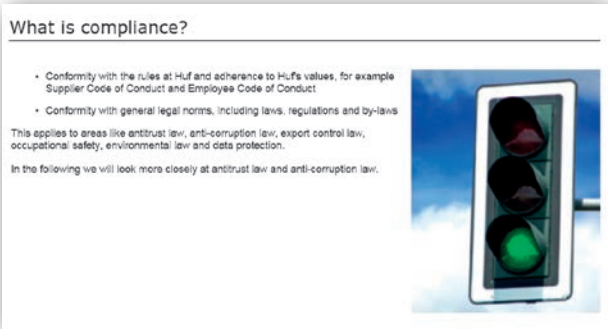 What is compliance?
• Conformity with the rules at Huf and adherence to Huf's values, for example
Supplier Code of Conduct and Employee Code of Conduct
• Conformity with general legal norms, including laws, regulations and by-laws
This applies to areas like antitrust law, anti-corruption law, export control law,
occupational safety, environmental law and data protection.
In the following we will look more closely at antitrust law and anti-corruption law.